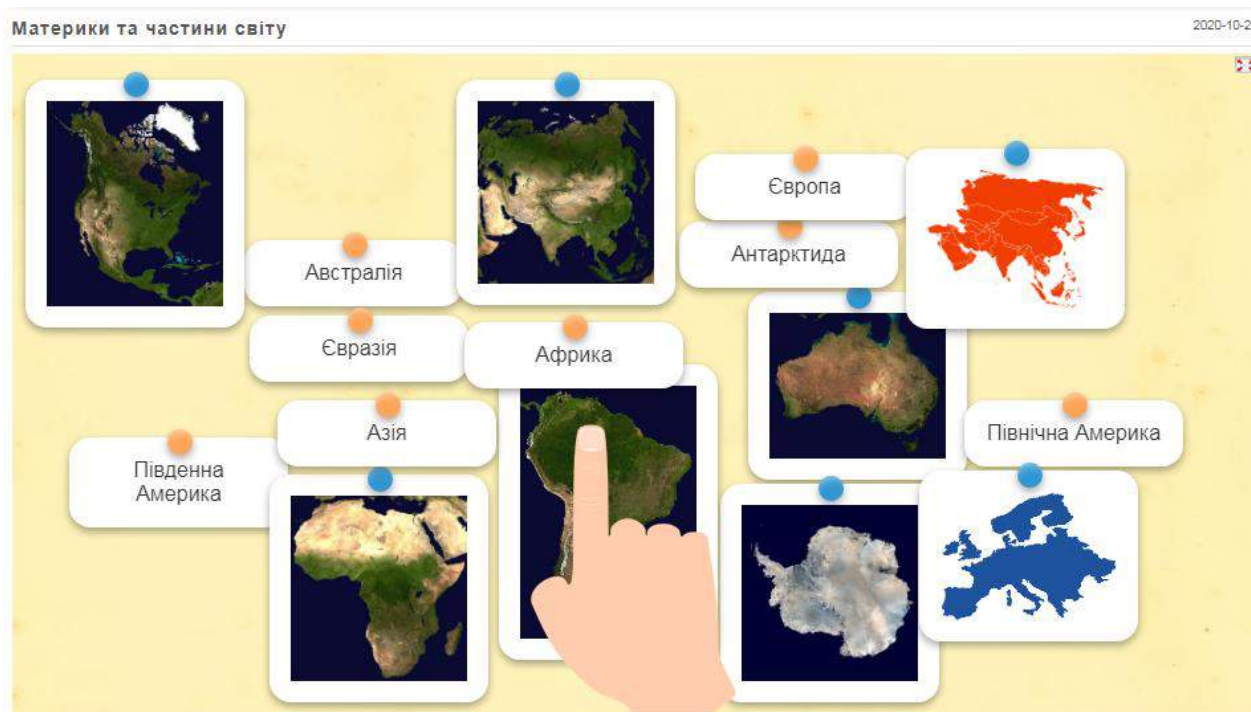 Материки та частини світу
2020-10-2
Європа
Антарктида
Австралія
Євразія
Африка
Азія
Північна Америка
Південна
Америка